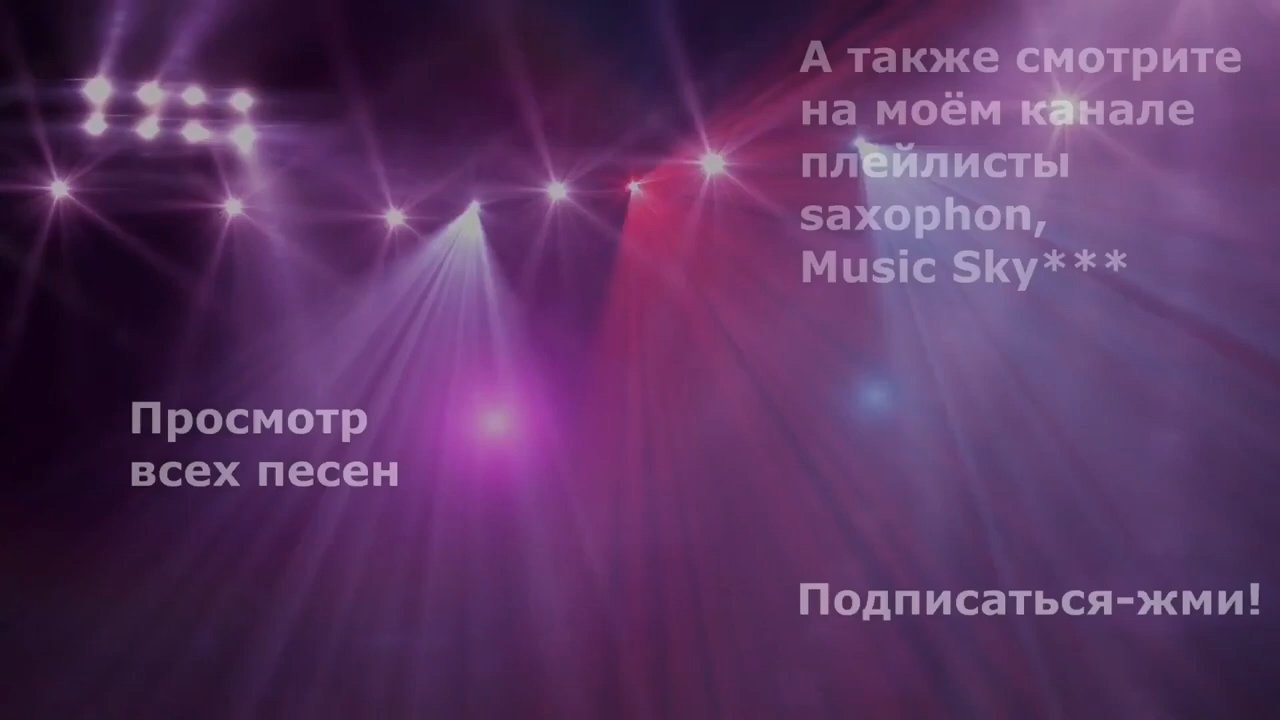 А также смотрите
на моём канале
плейлисты
saxophon,
Music Sky***
Просмотр
всех песен
Подписаться-жми!